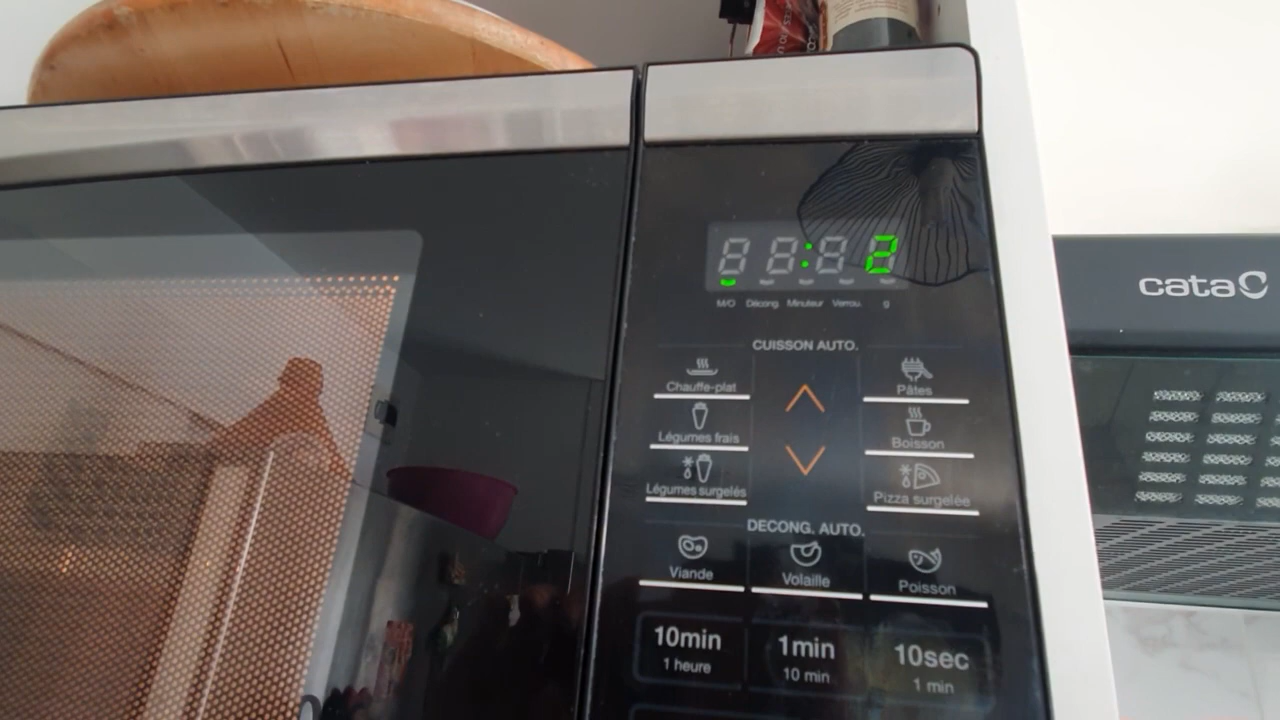 :2
M/O Décong Minuteur Verrou. g
CUISSON AUTO.
Chauffe-plat
Pâtes
Légumes frais
Boisson
Légumes surgelés
Pizza surgelée
DECONG. AUTO.
Viande
Volaille
Poisson
10min
1 heure
1min
10 min
10sec
1 min
cata